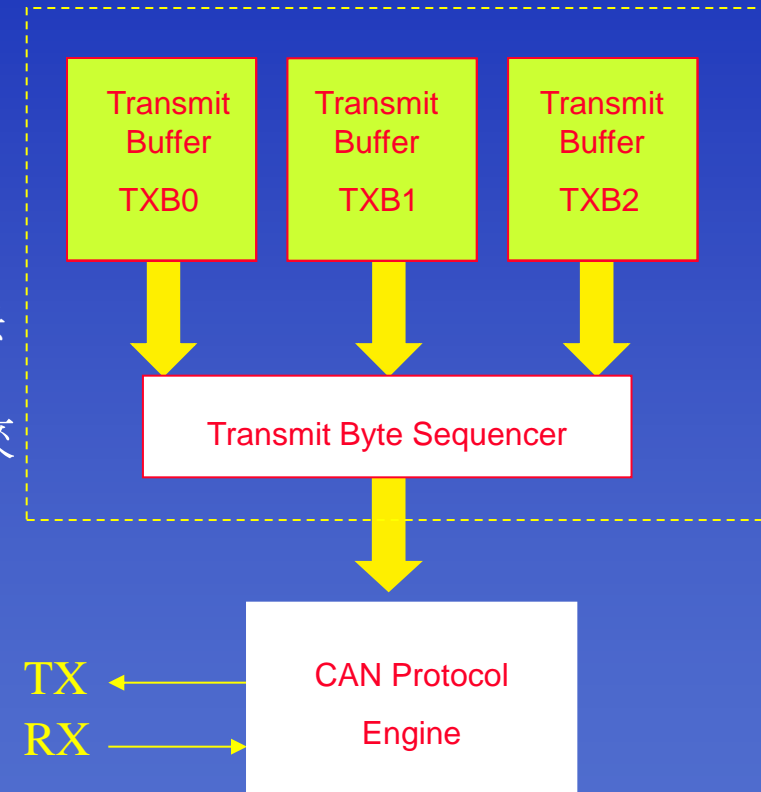 Transmit
Buffer
TXB0
Transmit
Buffer
TXB1
Transmit
Buffer
TXB2
Transmit Byte Sequencer
CAN Protocol
Engine
TX
RX